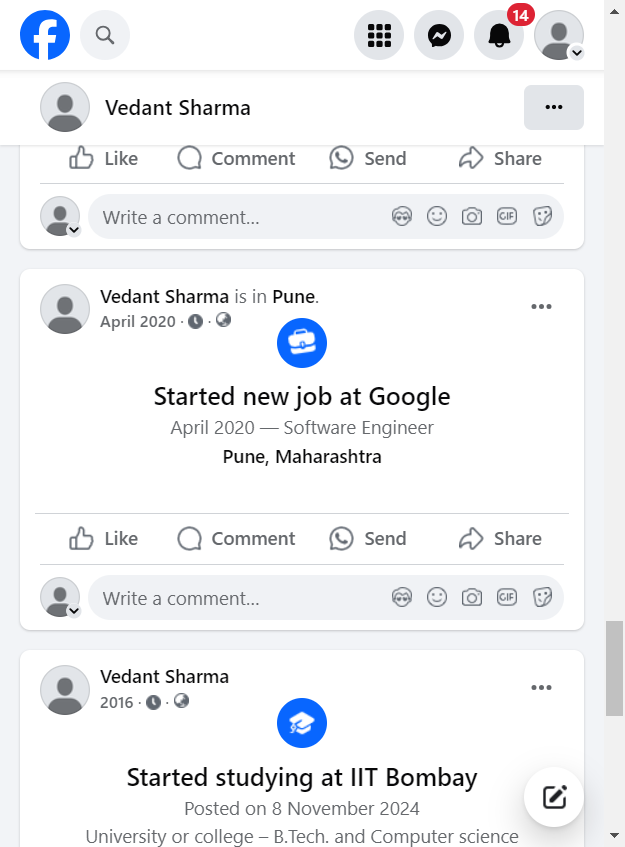 14
Vedant Sharma
Like Comment Send Share
Write a comment...
GIF
Vedant Sharma is in Pune.
April 2020 · ·
Started new job at Google
April 2020 — Software Engineer
Pune, Maharashtra
Like Comment Send Share
Write a comment...
GIF
Vedant Sharma
2016 · ·
Started studying at IIT Bombay
Posted on 8 November 2024
University or college – B.Tech. and Computer science